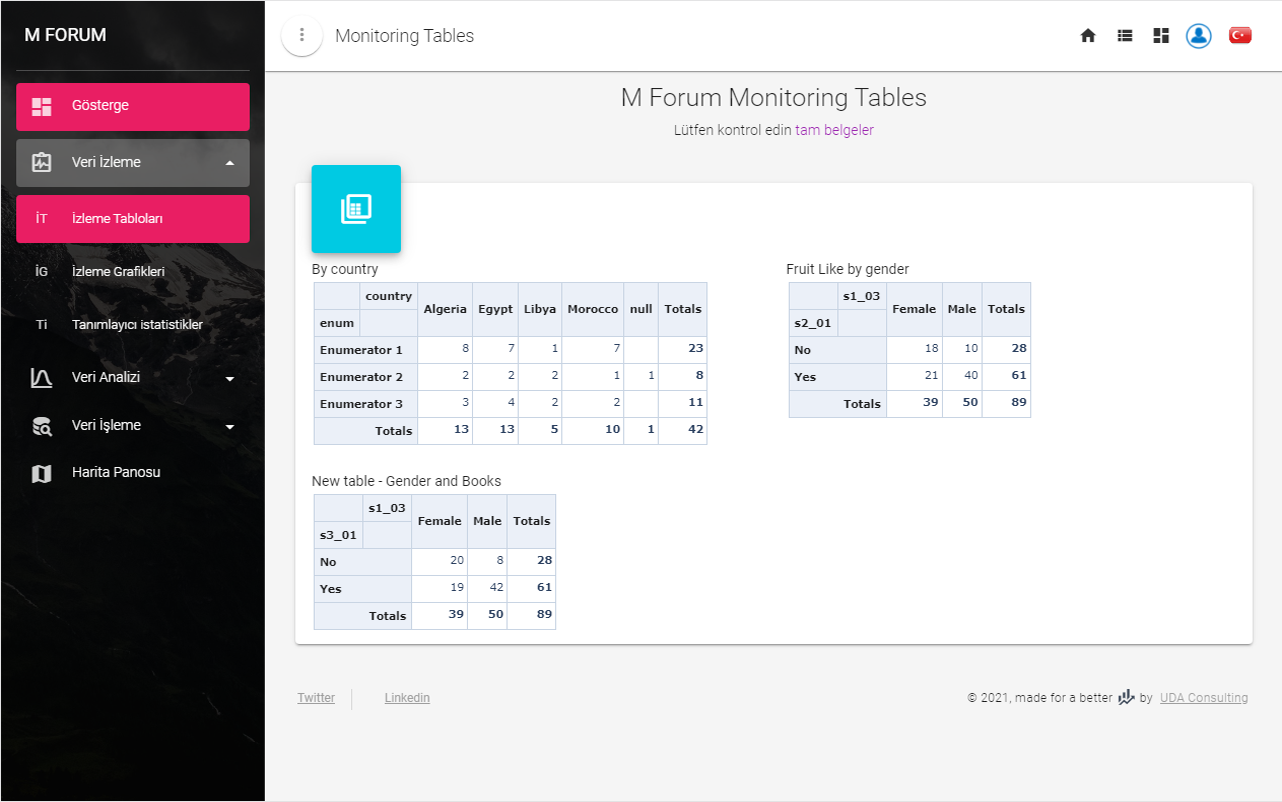 M FORUM
Gösterge
Veri İzleme
İT İzleme Tabloları
İG İzleme Grafikleri
Ti Tanımlayıcı istatistikler
Veri Analizi
Veri İşleme
Harita Panosu
Monitoring Tables
M Forum Monitoring Tables
Lütfen kontrol edin tam belgeler
By country
country Algeria Egypt Libya Morocco null Totals
enum
Enumerator 1 8 7 1 7 23
Enumerator 2 2 2 2 1 1 8
Enumerator 3 3 4 2 2 11
Totals 13 13 5 10 1 42
Fruit Like by gender
s1_03 Female Male Totals
s2_01
No 18 10 28
Yes 21 40 61
Totals 39 50 89
New table - Gender and Books
s1_03 Female Male Totals
s3_01
No 20 8 28
Yes 19 42 61
Totals 39 50 89
Twitter Linkedin
© 2021, made for a better by UDA Consulting